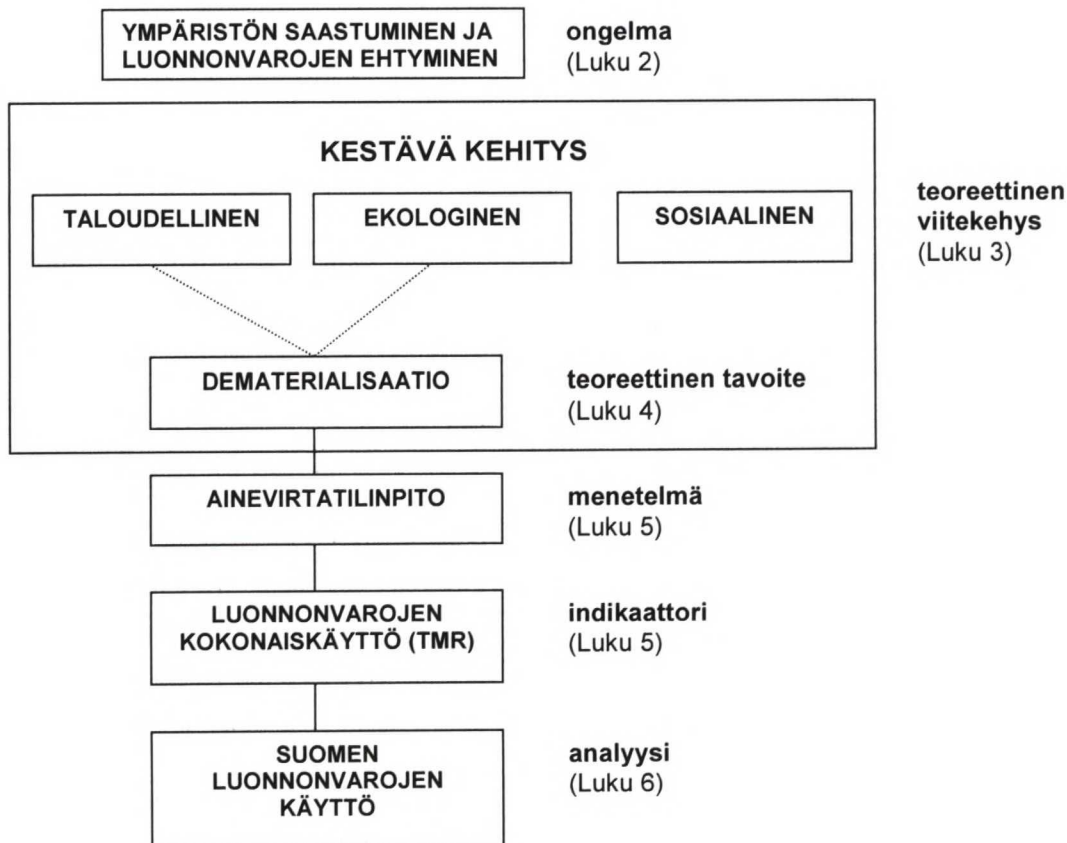 YMPÄRISTÖN SAASTUMINEN JA
LUONNONVAROJEN EHTYMINEN
ongelma
(Luku 2)
KESTÄVÄ KEHITYS
TALOUDELLINEN
EKOLOGINEN
SOSIAALINEN
teoreettinen
viitekehys
(Luku 3)
DEMATERIALISAATIO
teoreettinen tavoite
(Luku 4)
AINEVIRTATILINPITO
menetelmä
(Luku 5)
LUONNONVAROJEN
KOKONAISKÄYTTÖ (TMR)
indikaattori
(Luku 5)
SUOMEN
LUONNONVAROJEN
KÄYTTÖ
analyysi
(Luku 6)